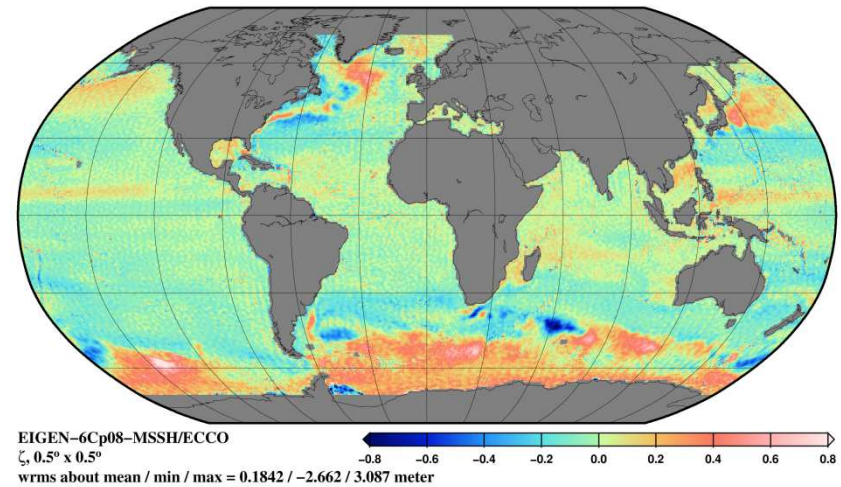 EIGEN−6Cp08−MSSH/ECCO
ζ, 0.5° x 0.5°
wrms about mean / min / max = 0.1842 / −2.662 / 3.087 meter
−0.8 −0.6 −0.4 −0.2 0.0 0.2 0.4 0.6 0.8